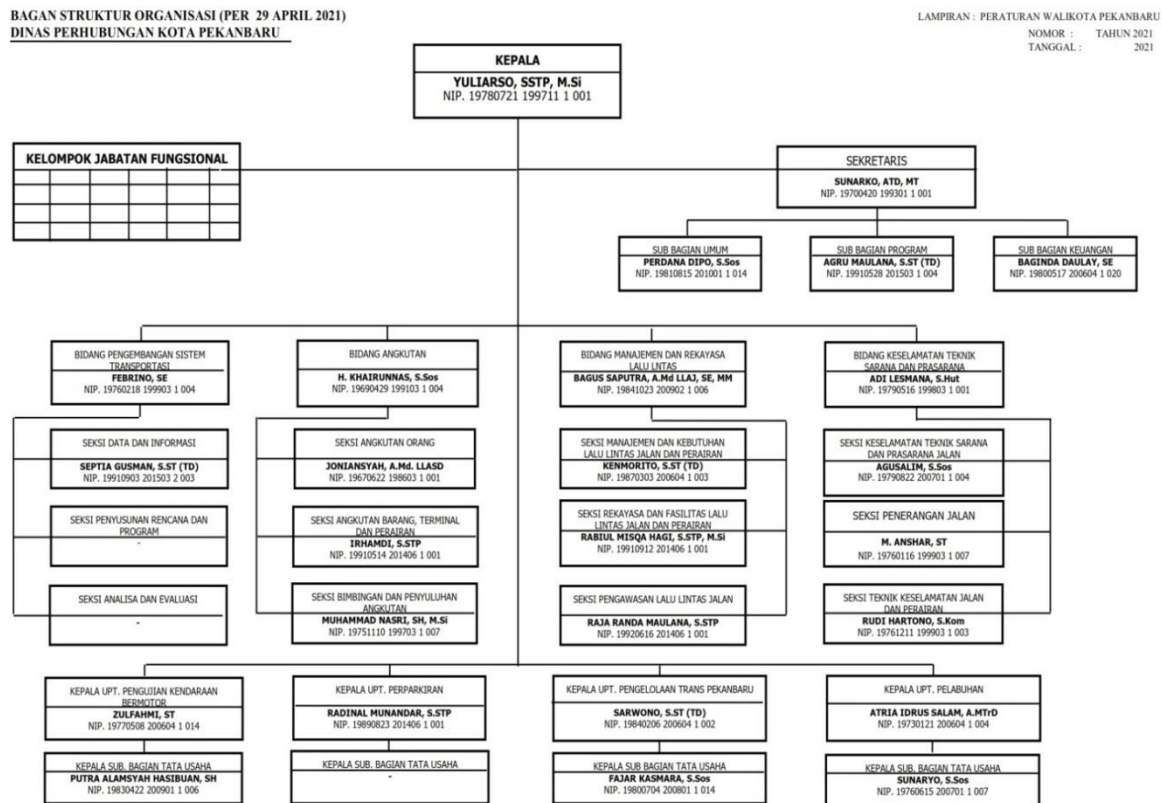 BAGAN STRUKTUR ORGANISASI (PER 29 APRIL 2021)
DINAS PERHUBUNGAN KOTA PEKANBARU
LAMPIRAN : PERATURAN WALIKOTA PEKANBARU
NOMOR : TAHUN 2021
TANGGAL : 2021
KEPALA
YULIARSO, SSTP, M.Si
NIP. 19780721 199711 1 001
KELOMPOK JABATAN FUNGSIONAL
SEKRETARIS
SUNARKO, ATD, MT
NIP. 19700420 199301 1 001
SUB BAGIAN UMUM
PERDANA DIPO, S.Sos
NIP. 19810815 201001 1 014
SUB BAGIAN PROGRAM
AGRU MAULANA, S.ST (TD)
NIP. 19910528 201503 1 004
SUB BAGIAN KEUANGAN
BAGINDA DAULAY, SE
NIP. 19800517 200604 1 020
BIDANG PENGEMBANGAN SISTEM
TRANSPORTASI
FEBRINO, SE
NIP. 19760218 199903 1 004
BIDANG ANGKUTAN
H. KHAIRUNNAS, S.Sos
NIP. 19690429 199103 1 004
BIDANG MANAJEMEN DAN REKAYASA
LALU LNTAS
BAGUS SAPUTRA, A.Md LLAJ, SE, MM
NIP. 19841023 200902 1 006
BIDANG KESELAMATAN TEKNIK
SARANA DAN PRASARANA
ADI LESMANA, S.Hut
NIP. 19790516 199803 1 001
SEKSI DATA DAN INFORMASI
SEPTIA GUSMAN, S.ST (TD)
NIP. 19910903 201503 2 003
SEKSI ANGKUTAN ORANG
JONIANSYAH, A.Md. LLASD
NIP. 19670622 198603 1 001
SEKSI MANAJEMEN DAN KEBUTUHAN
LALU LINTAS JALAN DAN PERAIRAN
KENMORITO, S.ST (TD)
NIP. 19870303 200604 1 003
SEKSI KESELAMATAN TEKNIK SARANA
DAN PRASARANA JALAN
AGUSALIM, S.Sos
NIP. 19790822 200701 1 004
SEKSI PENYUSUNAN RENCANA DAN
PROGRAM
-
SEKSI ANGKUTAN BARANG, TERMINAL
DAN PERAIRAN
IRHAMDI, S.STP
NIP. 19910514 201406 1 001
SEKSI REKAYASA DAN FASILITAS LALU
LINTAS JALAN DAN PERAIRAN
RABIUL MISQA HAGI, S.STP, M.Si
NIP. 19910912 201406 1 001
SEKSI PENERANGAN JALAN
M. ANSHAR, ST
NIP. 19760116 199903 1 007
SEKSI ANALISA DAN EVALUASI
-
SEKSI BIMBINGAN DAN PENYULUHAN
ANGKUTAN
MUHAMMAD NASRI, SH, M.Si
NIP. 19751110 199703 1 007
SEKSI PENGAWASAN LALU LINTAS JALAN
RAJA RANDA MAULANA, S.STP
NIP. 19920616 201406 1 001
SEKSI TEKNIK KESELAMATAN JALAN
DAN PERAIRAN
RUDI HARTONO, S.Kom
NIP. 19761211 199903 1 003
KEPALA UPT. PENGUJIAN KENDARAAN
BERMOTOR
ZULFAHMI, ST
NIP. 19770508 200604 1 014
KEPALA UPT. PERPARKIRAN
RADINAL MUNANDAR, S.STP
NIP. 19890823 201406 1 001
KEPALA UPT. PENGELOLAAN TRANS PEKANBARU
SARWONO, S.ST (TD)
NIP. 19840206 200604 1 002
KEPALA UPT. PELABUHAN
ATRIA IDRUS SALAM, A.MTrD
NIP. 19730121 200604 1 004
KEPALA SUB. BAGIAN TATA USAHA
PUTRA ALAMSYAH HASIBUAN, SH
NIP. 19830422 200901 1 006
KEPALA SUB. BAGIAN TATA USAHA
-
KEPALA SUB BAGIAN TATA USAHA
FAJAR KASMARA, S.Sos
NIP. 19800704 200801 1 014
KEPALA SUB. BAGIAN TATA USAHA
SUNARYO, S.Sos
NIP. 19760615 200701 1 007